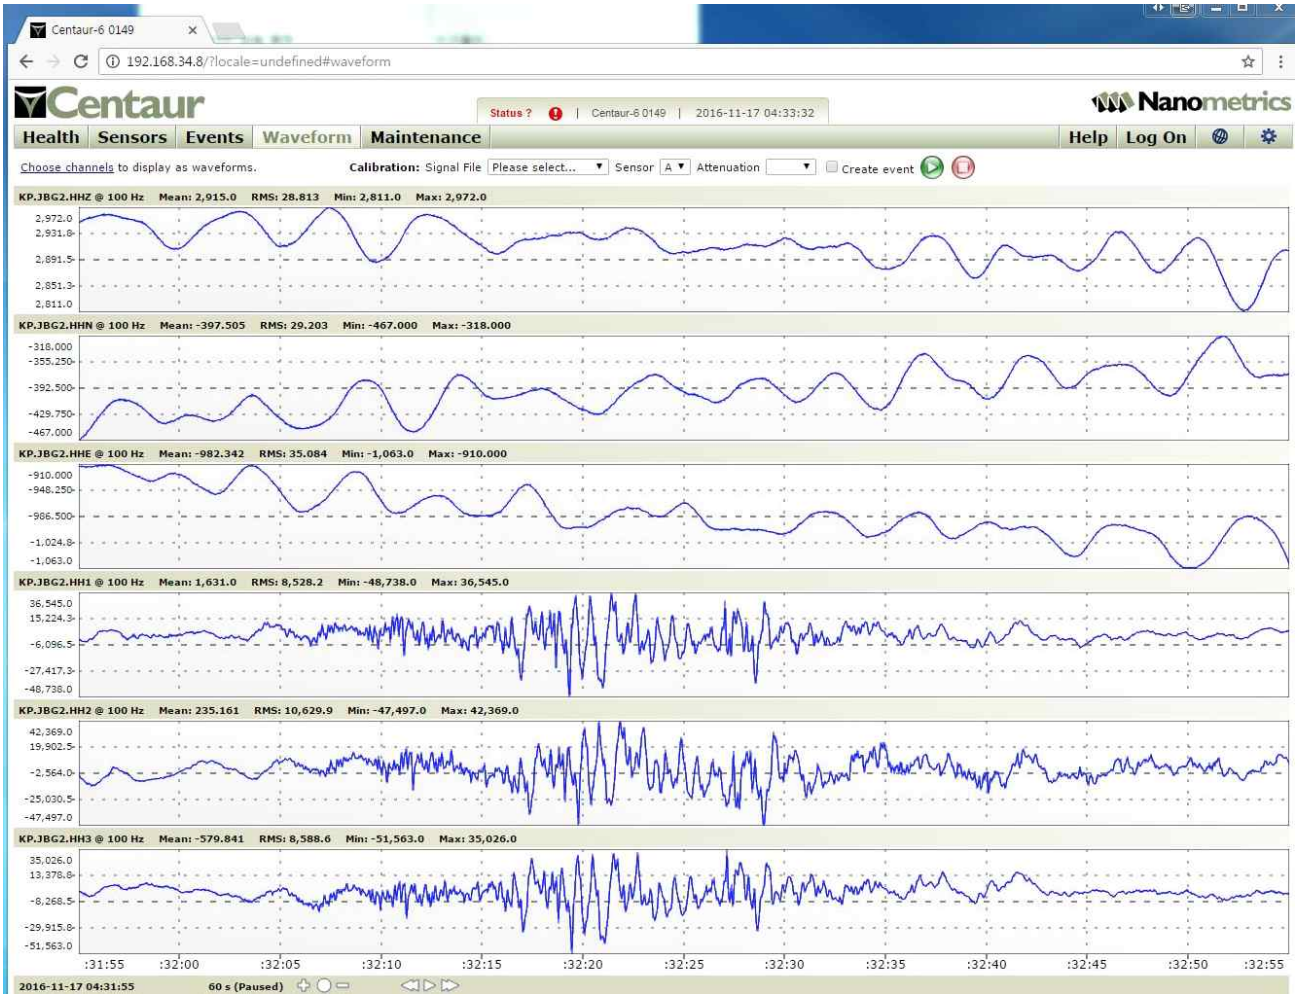 Centaur-6 0149
192.168.34.8/?locale=undefined#waveform
Centaur
Status ? | Centaur-6 0149 | 2016-11-17 04:33:32
Nanometrics
Health Sensors Events Waveform Maintenance Help Log On
Choose channels to display as waveforms. Calibration: Signal File Please select... Sensor A Attenuation Create event
KP.JBG2.HHZ @ 100 Hz Mean: 2,915.0 RMS: 28.813 Min: 2,811.0 Max: 2,972.0
2,972.0
2,931.8
2,891.5
2,851.3
2,811.0
KP.JBG2.HHN @ 100 Hz Mean: -397.505 RMS: 29.203 Min: -467.000 Max: -318.000
-318.000
-355.250
-392.500
-429.750
-467.000
KP.JBG2.HHE @ 100 Hz Mean: -982.342 RMS: 35.084 Min: -1,063.0 Max: -910.000
-910.000
-948.250
-986.500
-1,024.8
-1,063.0
KP.JBG2.HH1 @ 100 Hz Mean: 1,631.0 RMS: 8,528.2 Min: -48,738.0 Max: 36,545.0
36,545.0
15,224.3
-6,096.5
-27,417.3
-48,738.0
KP.JBG2.HH2 @ 100 Hz Mean: 235.161 RMS: 10,629.9 Min: -47,497.0 Max: 42,369.0
42,369.0
19,902.5
-2,564.0
-25,030.5
-47,497.0
KP.JBG2.HH3 @ 100 Hz Mean: -579.841 RMS: 8,588.6 Min: -51,563.0 Max: 35,026.0
35,026.0
13,378.8
-8,268.5
-29,915.8
-51,563.0
:31:55 :32:00 :32:05 :32:10 :32:15 :32:20 :32:25 :32:30 :32:35 :32:40 :32:45 :32:50 :32:55
2016-11-17 04:31:55 60 s (Paused)